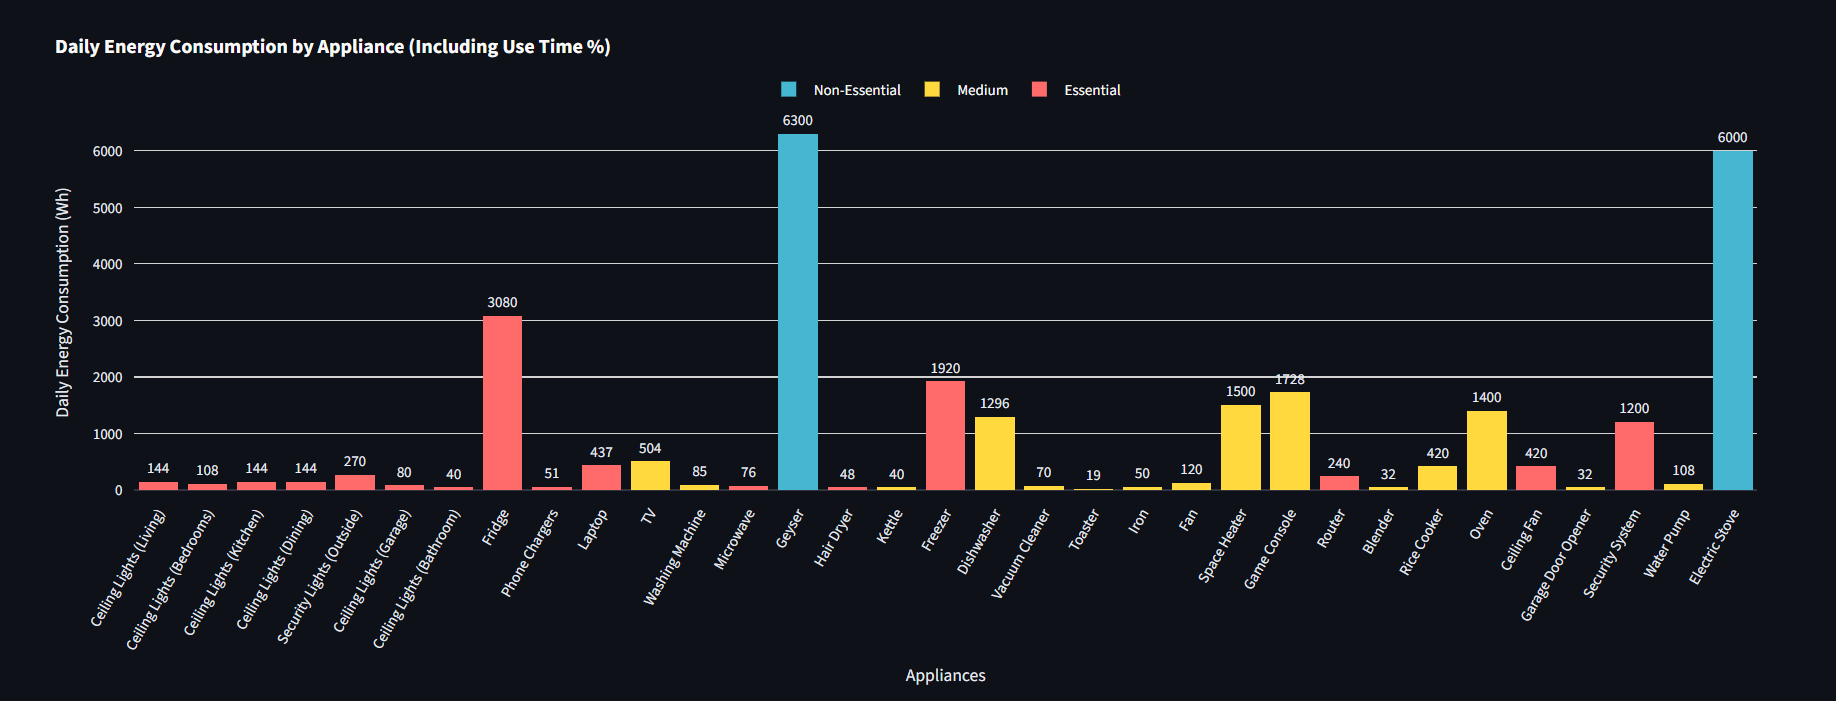 Daily Energy Consumption by Appliance (Including Use Time %)
Non-Essential Medium Essential
Daily Energy Consumption (Wh)
6000
5000
4000
3000
2000
1000
0
144
108
144
144
270
80
40
3080
51
437
504
85
76
6300
48
40
1920
1296
70
19
50
120
1500
1728
240
32
420
1400
420
32
1200
108
6000
Ceiling Lights (Living)
Ceiling Lights (Bedrooms)
Ceiling Lights (Kitchen)
Ceiling Lights (Dining)
Security Lights (Outside)
Ceiling Lights (Garage)
Ceiling Lights (Bathroom)
Fridge
Phone Chargers
Laptop
TV
Washing Machine
Microwave
Geyser
Hair Dryer
Kettle
Freezer
Dishwasher
Vacuum Cleaner
Toaster
Iron
Fan
Space Heater
Game Console
Router
Blender
Rice Cooker
Oven
Ceiling Fan
Garage Door Opener
Security System
Water Pump
Electric Stove
Appliances